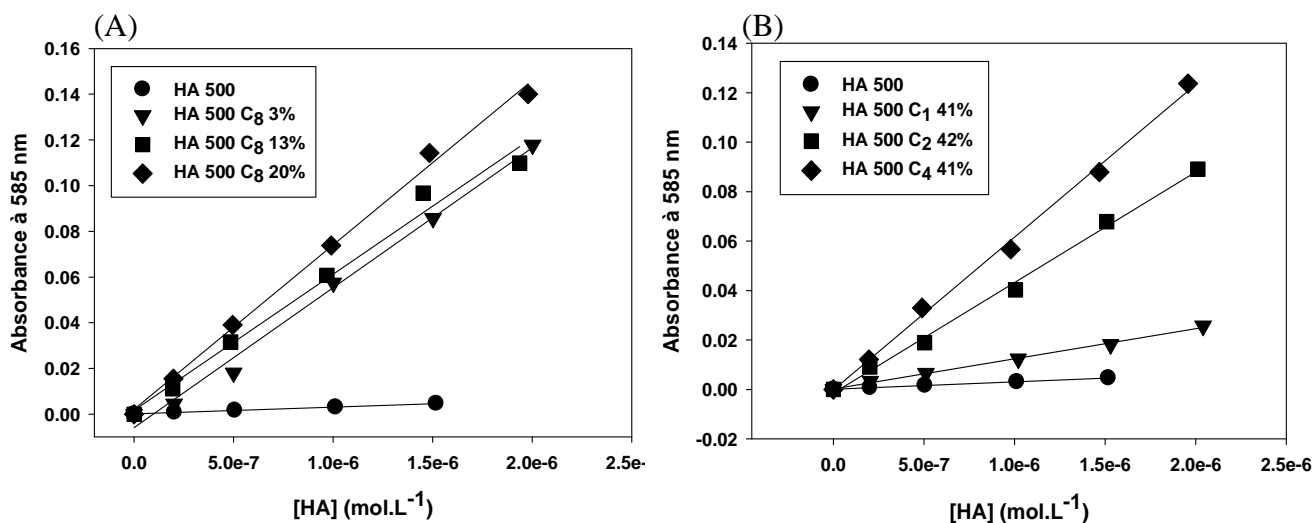 (A)
Absorbance à 585 nm
0.16
0.14
0.12
0.10
0.08
0.06
0.04
0.02
0.00
HA 500
HA 500 C8 3%
HA 500 C8 13%
HA 500 C8 20%
0.0 5.0e-7 1.0e-6 1.5e-6 2.0e-6 2.5e-
[HA] (mol.L-1)
(B)
Absorbance à 585 nm
0.14
0.12
0.10
0.08
0.06
0.04
0.02
0.00
-0.02
HA 500
HA 500 C1 41%
HA 500 C2 42%
HA 500 C4 41%
0.0 5.0e-7 1.0e-6 1.5e-6 2.0e-6 2.5e-6
[HA] (mol.L-1)